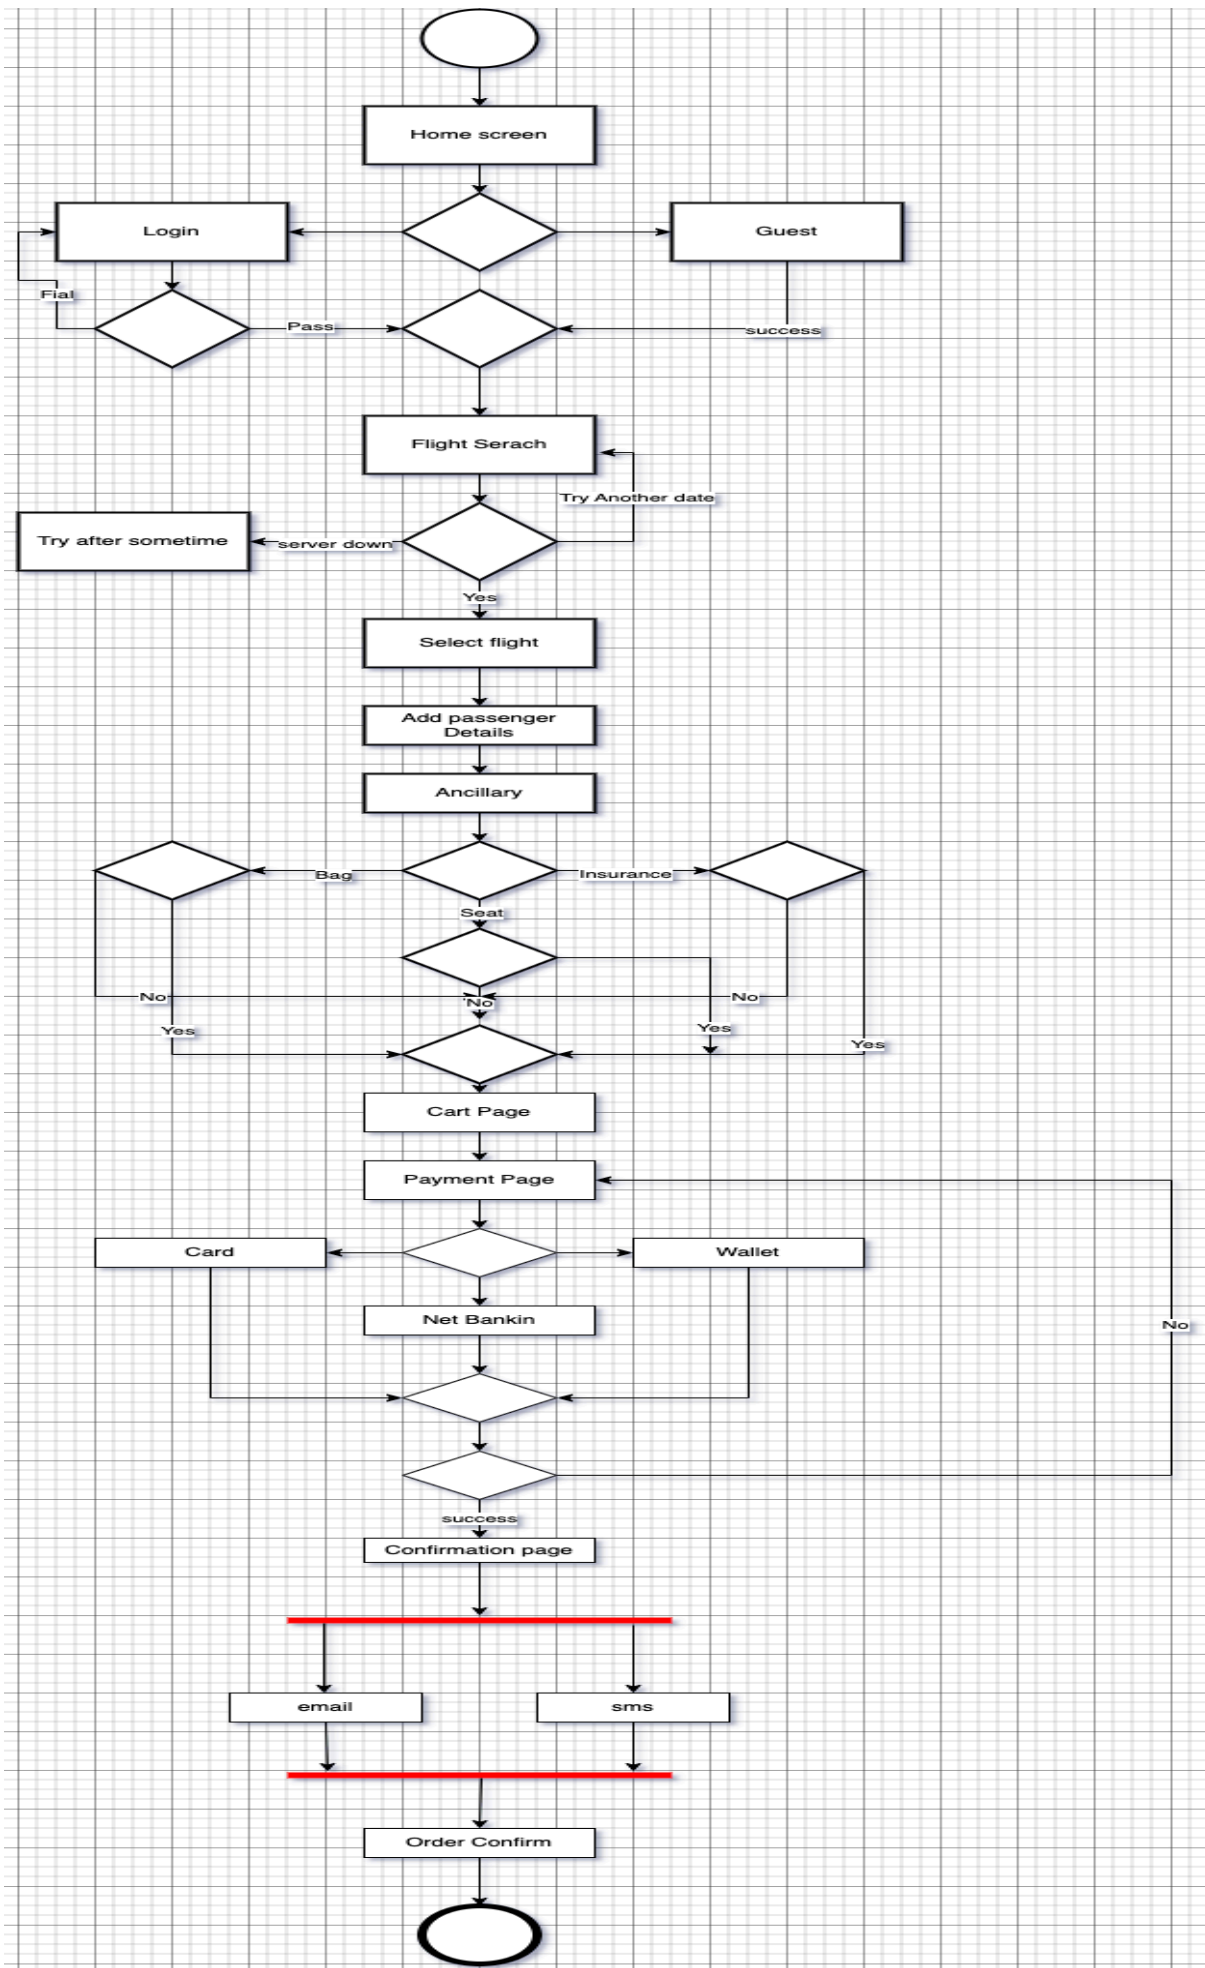 Home screen
Login
Guest
Fial
Pass
success
Flight Serach
Try Another date
Try after sometime
server down
Yes
Select flight
Add passenger
Details
Ancillary
Bag
Insurance
Seat
No
No
No
Yes
Yes
Yes
Cart Page
Payment Page
Card
Wallet
Net Bankin
No
success
Confirmation page
email
sms
Order Confirm